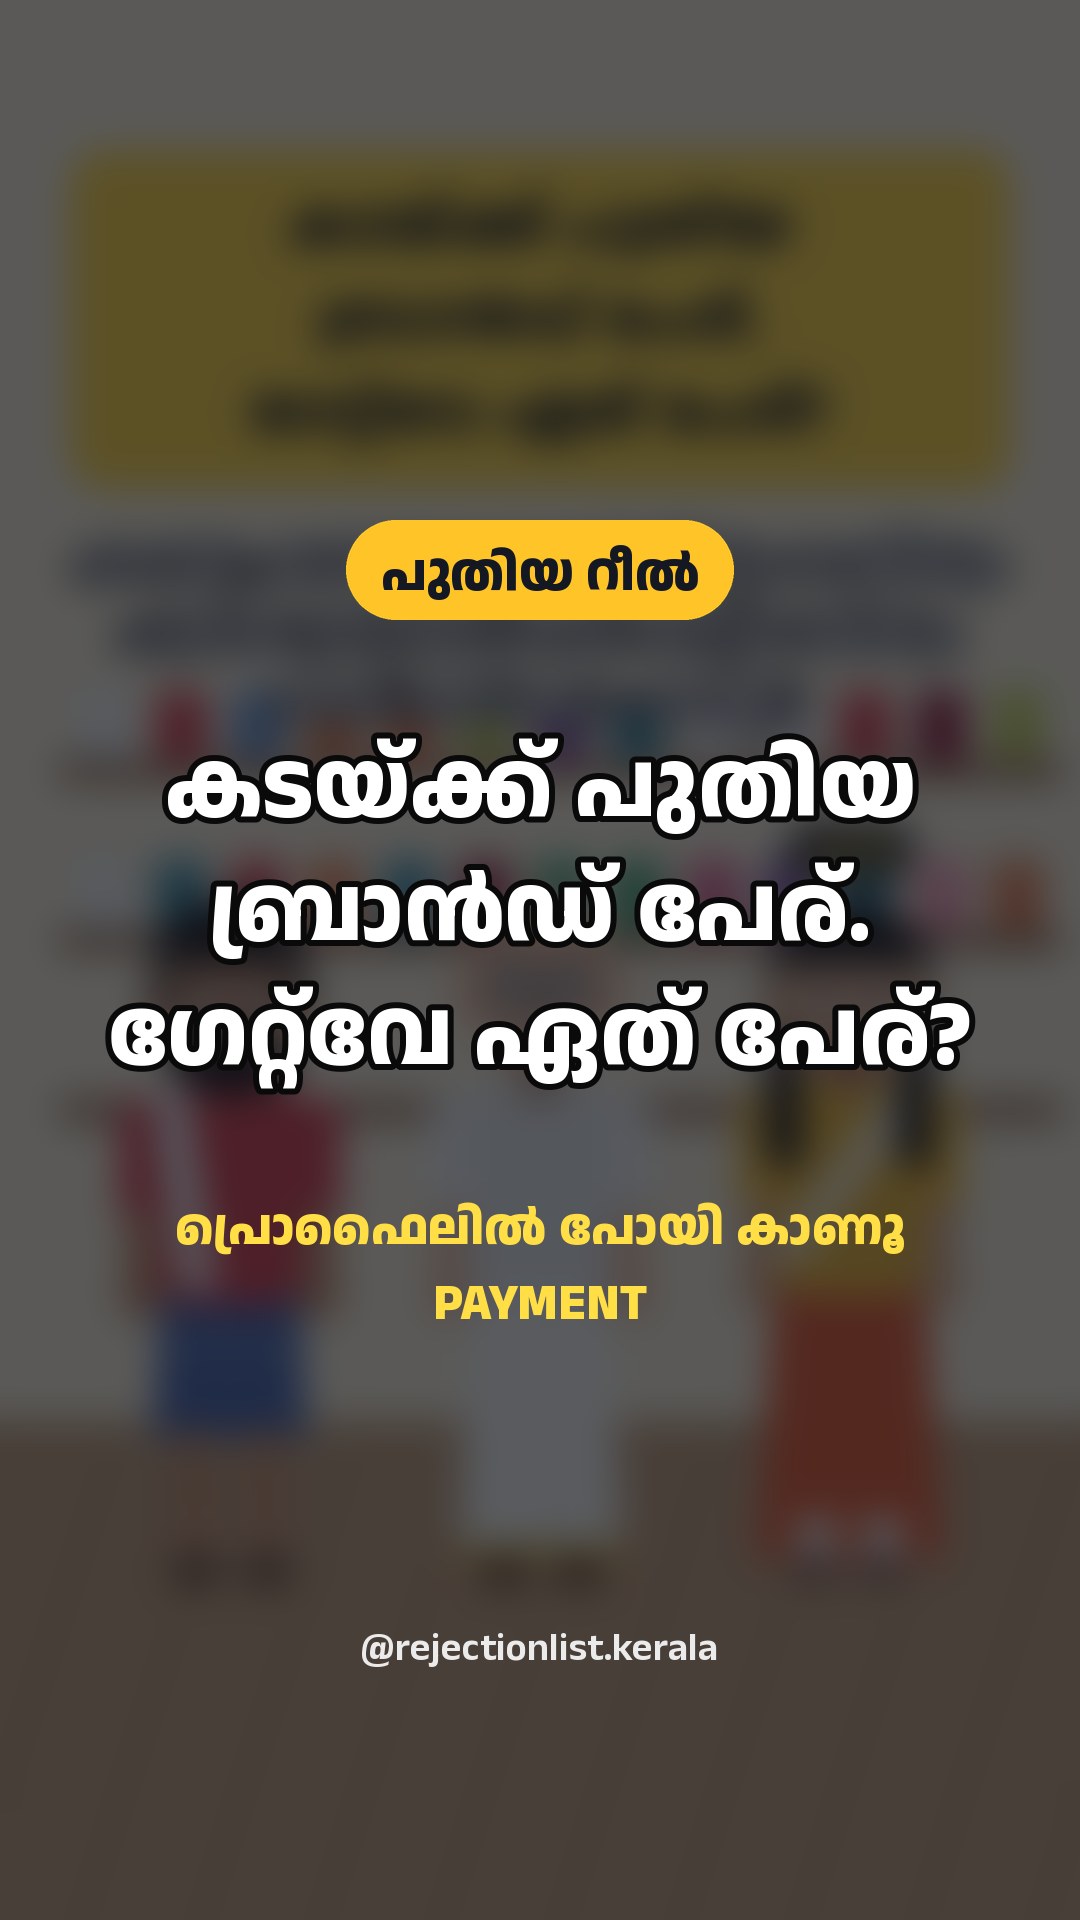 പുതിയ റീൽ
കടയ്ക്ക് പുതിയ
ബ്രാൻഡ് പേര്.
ഗേറ്റ്‌വേ ഏത് പേര്?
പ്രൊഫൈലിൽ പോയി കാണൂ
PAYMENT
@rejectionlist.kerala